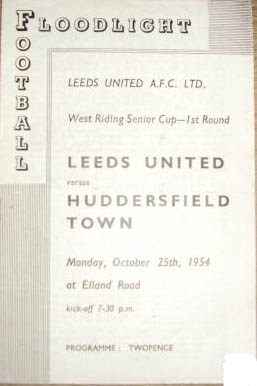 FLOODLIGHT
FOOTBALL
LEEDS UNITED A.F.C. LTD.
West Riding Senior Cup—1st Round
LEEDS UNITED
versus
HUDDERSFIELD
TOWN
Monday, October 25th, 1954
at Elland Road
kick-off 7-30 p.m.
PROGRAMME : TWOPENCE